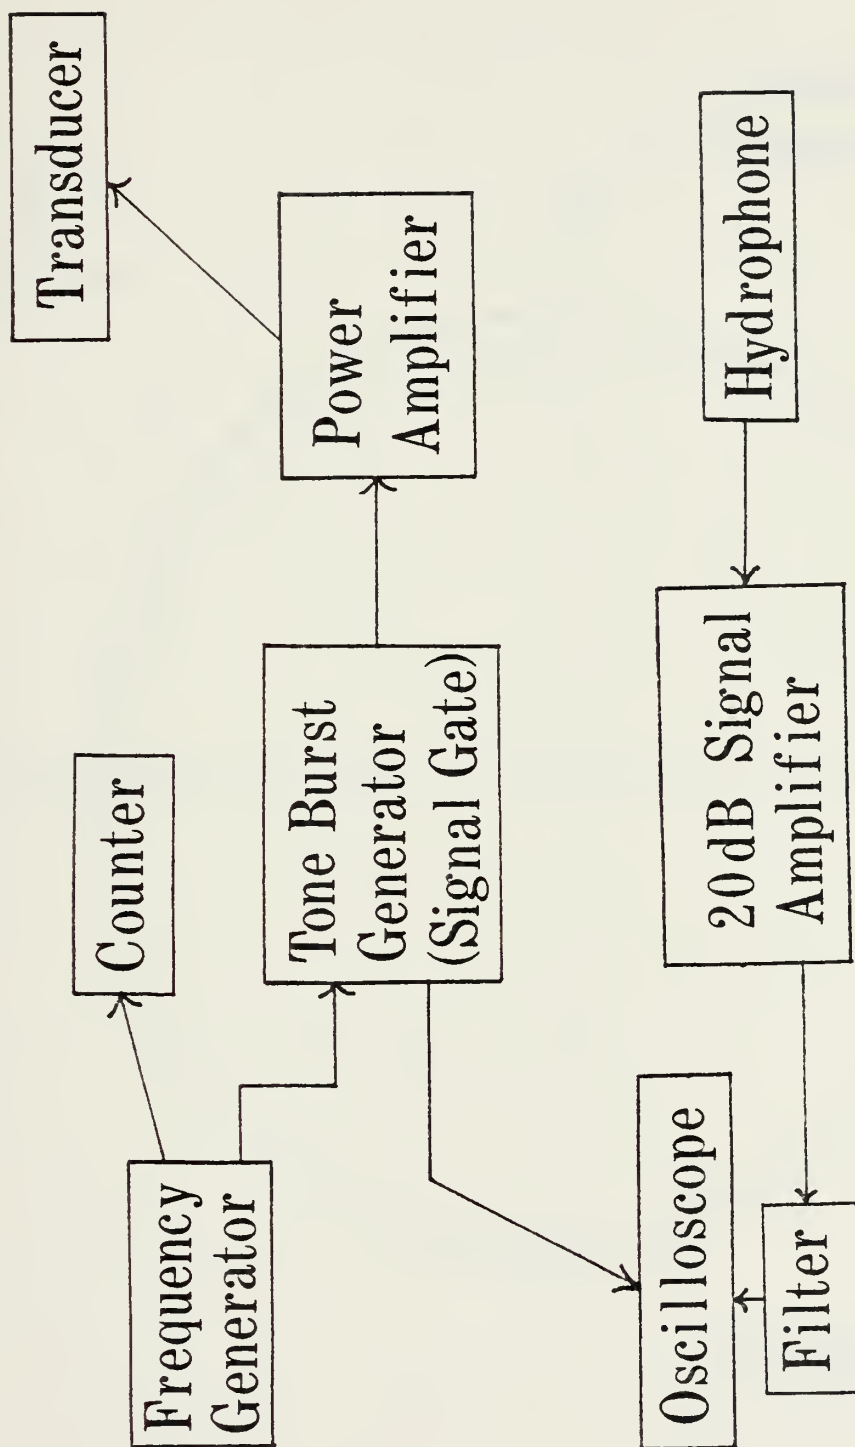 Frequency
Generator
Counter
Tone Burst
Generator
(Signal Gate)
Power
Amplifier
Transducer
Oscilloscope
Filter
20dB Signal
Amplifier
Hydrophone